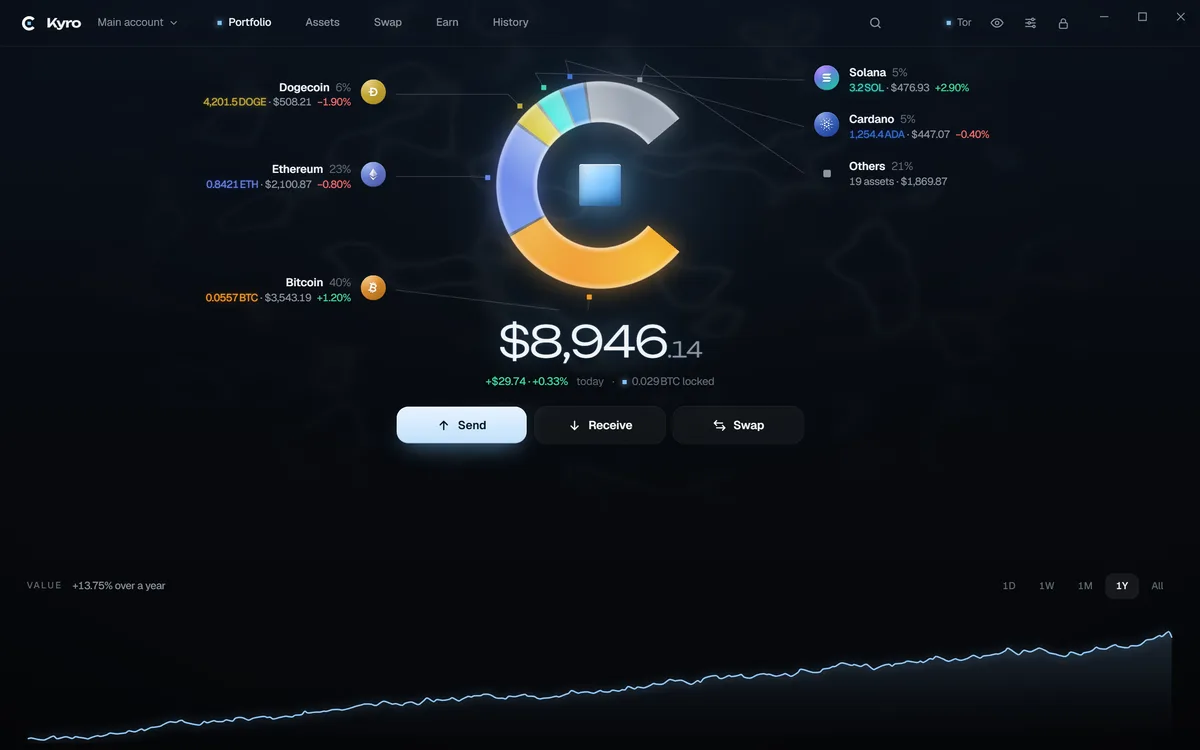 Kyro
Main account
Portfolio
Assets
Swap
Earn
History
Tor
Dogecoin 6%
4,201.5 DOGE · $508.21 −1.90%
Ethereum 23%
0.8421 ETH · $2,100.87 −0.80%
Bitcoin 40%
0.0557 BTC · $3,543.19 +1.20%
Solana 5%
3.2 SOL · $476.93 +2.90%
Cardano 5%
1,254.4 ADA · $447.07 −0.40%
Others 21%
19 assets · $1,869.87
$8,946.14
+$29.74 · +0.33% today · 0.029 BTC locked
Send
Receive
Swap
VALUE +13.75% over a year
1D
1W
1M
1Y
All